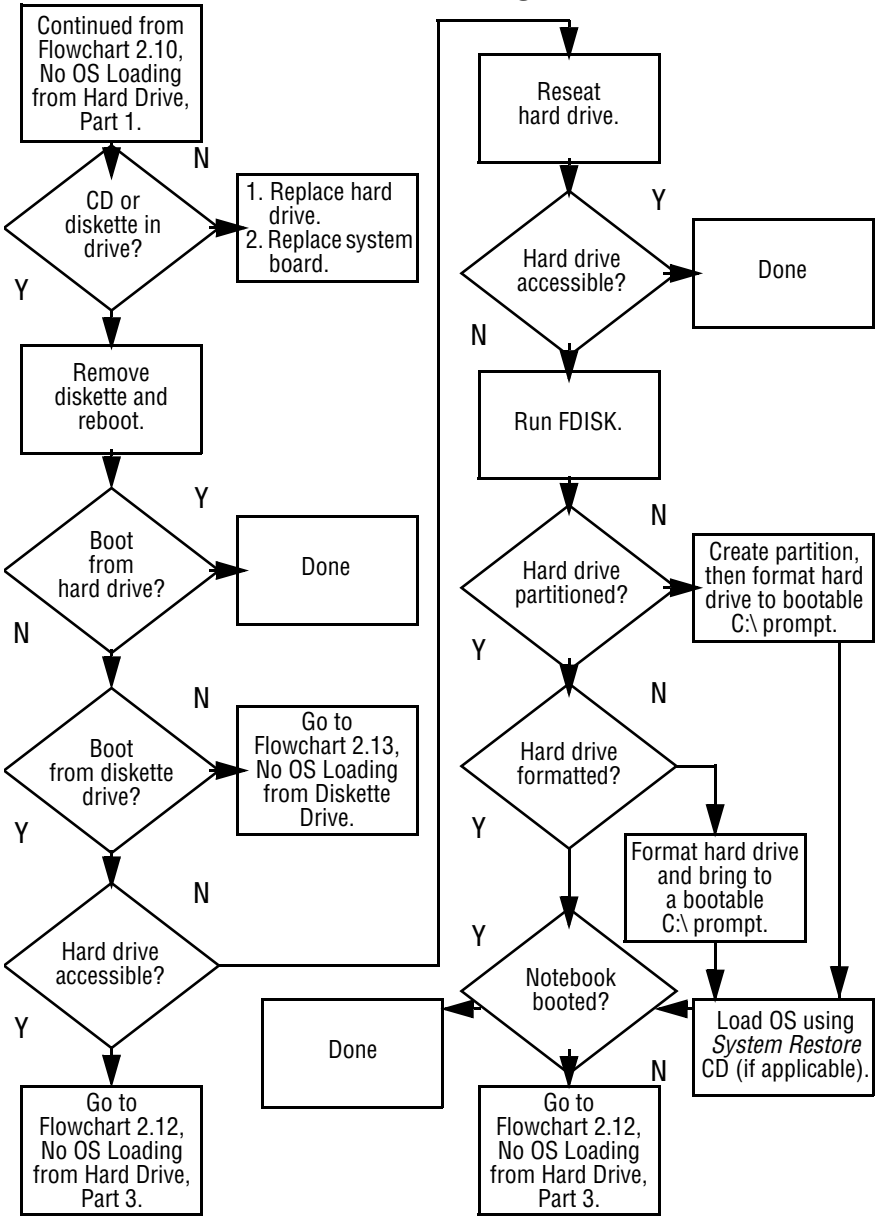 Continued from
Flowchart 2.10,
No OS Loading
from Hard Drive,
Part 1.
N
CD or
diskette in
drive?
Y
1. Replace hard
drive.
2. Replace system
board.
Remove
diskette and
reboot.
Y
Boot
from
hard drive?
N
Done
N
Boot
from diskette
drive?
Y
Go to
Flowchart 2.13,
No OS Loading
from Diskette
Drive.
N
Hard drive
accessible?
Y
Go to
Flowchart 2.12,
No OS Loading
from Hard Drive,
Part 3.
Reseat
hard drive.
Y
Hard drive
accessible?
N
Done
Run FDISK.
N
Hard drive
partitioned?
Y
Create partition,
then format hard
drive to bootable
C:\ prompt.
N
Hard drive
formatted?
Y
Format hard drive
and bring to
a bootable
C:\ prompt.
Load OS using
System Restore
CD (if applicable).
Y
Notebook
booted?
N
Done
Go to
Flowchart 2.12,
No OS Loading
from Hard Drive,
Part 3.